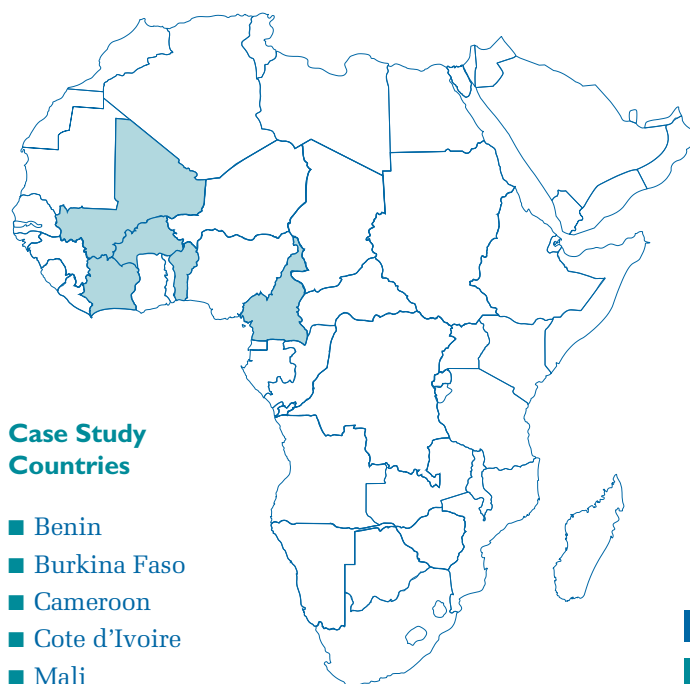 Case Study
Countries
■ Benin
■ Burkina Faso
■ Cameroon
■ Cote d'Ivoire
■ Mali